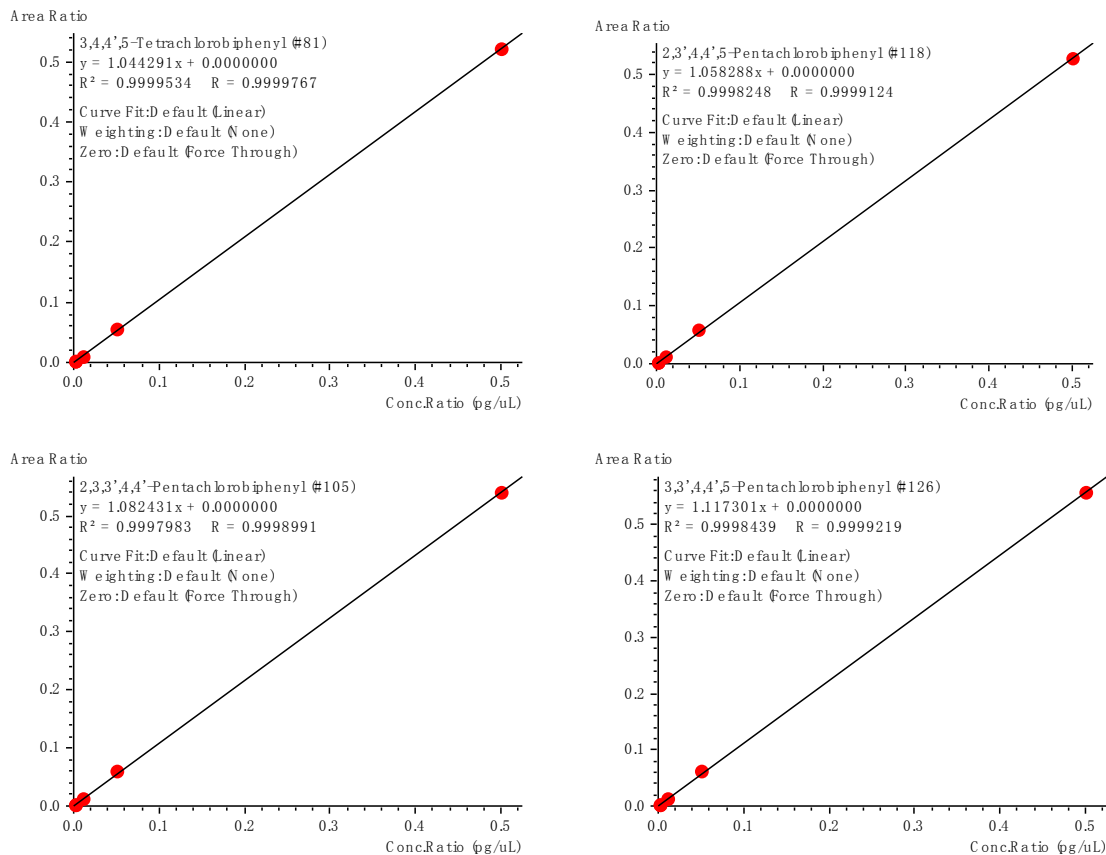 Area Ratio
3,4,4',5-Tetrachlorobiphenyl (#81)
y = 1.044291x + 0.0000000
R² = 0.9999534 R = 0.9999767
Curve Fit:Default (Linear)
Weighting:Default (None)
Zero:Default (Force Through)
0.5
0.4
0.3
0.2
0.1
0.0
0.0 0.1 0.2 0.3 0.4 0.5
Conc.Ratio (pg/uL)
Area Ratio
2,3',4,4',5-Pentachlorobiphenyl (#118)
y = 1.058288x + 0.0000000
R² = 0.9998248 R = 0.9999124
Curve Fit:Default (Linear)
Weighting:Default (None)
Zero:Default (Force Through)
0.5
0.4
0.3
0.2
0.1
0.0
0.0 0.1 0.2 0.3 0.4 0.5
Conc.Ratio (pg/uL)
Area Ratio
2,3,3',4,4'-Pentachlorobiphenyl (#105)
y = 1.082431x + 0.0000000
R² = 0.9997983 R = 0.9998991
Curve Fit:Default (Linear)
Weighting:Default (None)
Zero:Default (Force Through)
0.5
0.4
0.3
0.2
0.1
0.0
0.0 0.1 0.2 0.3 0.4 0.5
Conc.Ratio (pg/uL)
Area Ratio
3,3',4,4',5-Pentachlorobiphenyl (#126)
y = 1.117301x + 0.0000000
R² = 0.9998439 R = 0.9999219
Curve Fit:Default (Linear)
Weighting:Default (None)
Zero:Default (Force Through)
0.5
0.4
0.3
0.2
0.1
0.0
0.0 0.1 0.2 0.3 0.4 0.5
Conc.Ratio (pg/uL)